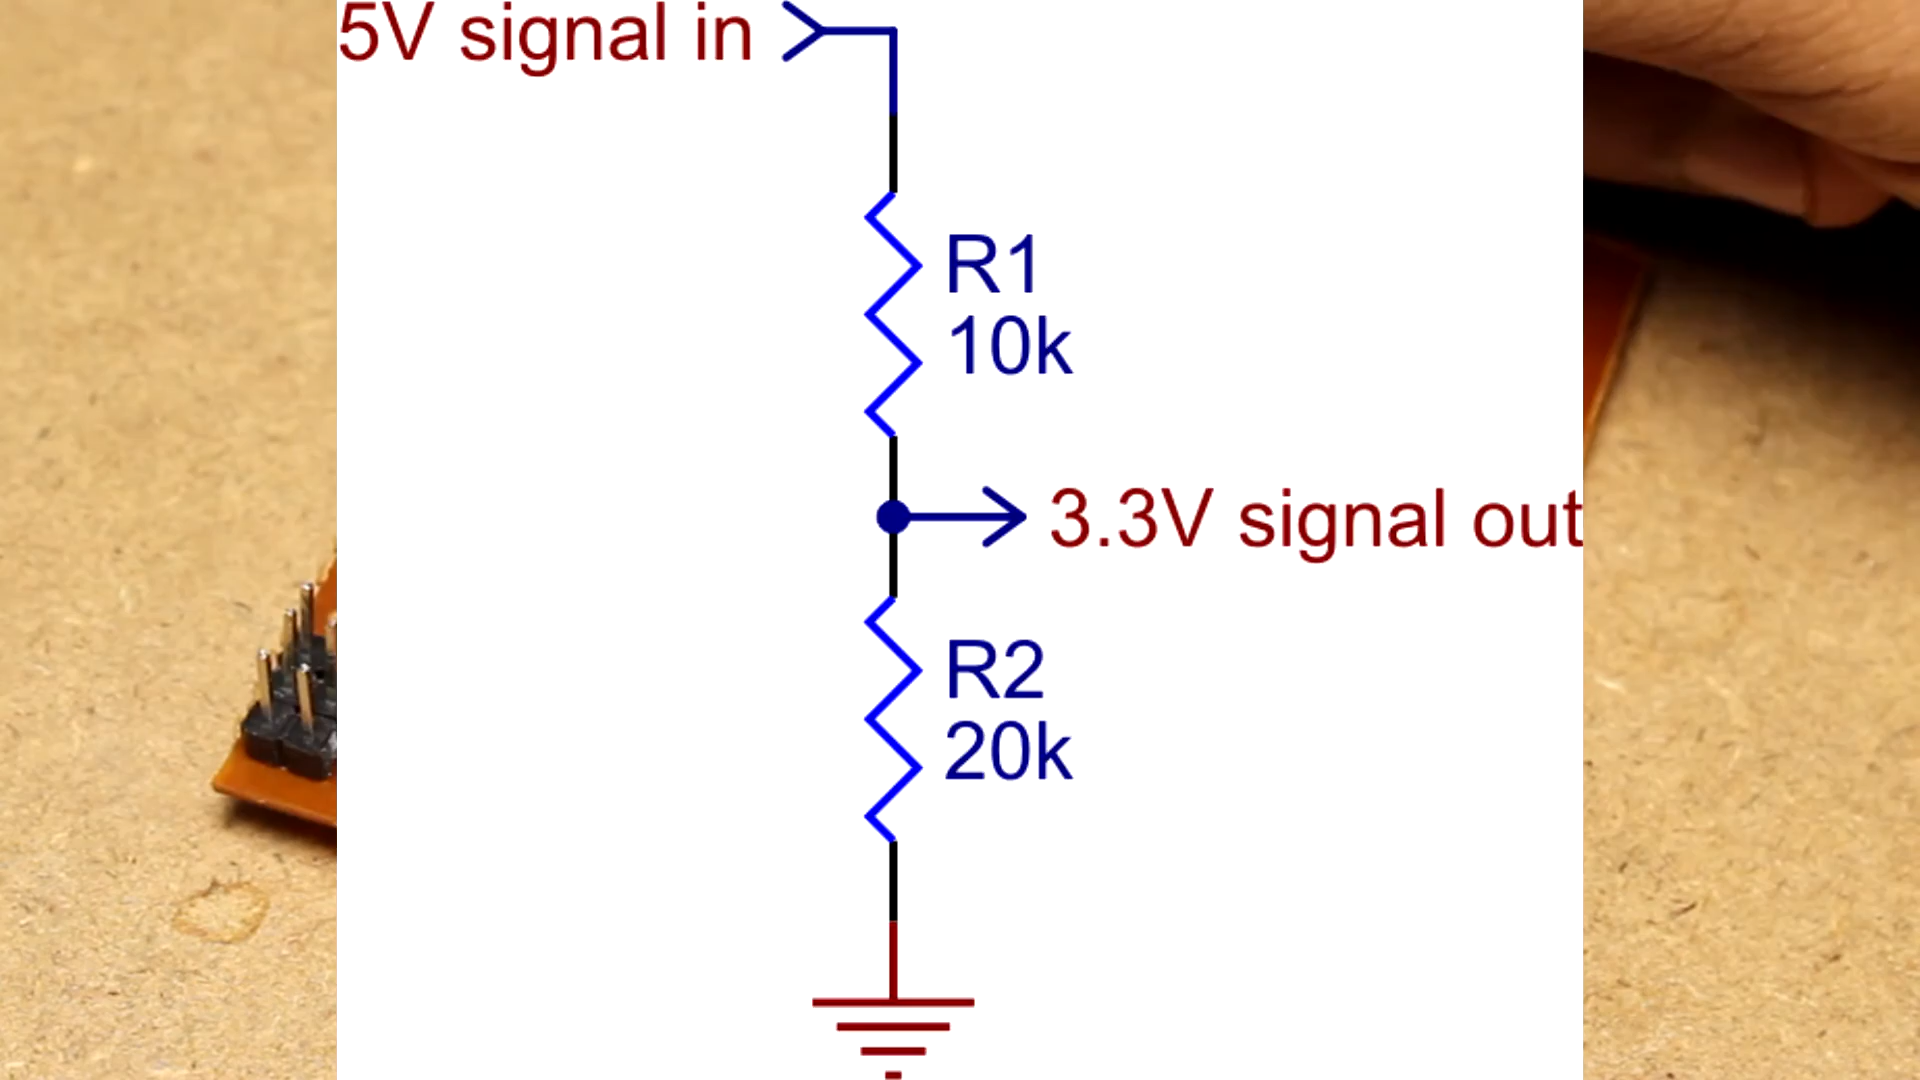 5V signal in
R1
10k
3.3V signal out
R2
20k